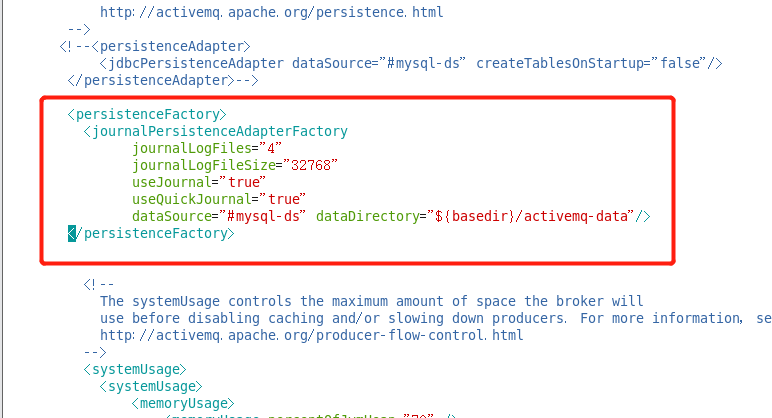 http://activemq.apache.org/persistence.html
-->
<!--<persistenceAdapter>
<jdbcPersistenceAdapter dataSource="#mysql-ds" createTablesOnStartup="false"/>
</persistenceAdapter>-->
<persistenceFactory>
<journalPersistenceAdapterFactory
journalLogFiles="4"
journalLogFileSize="32768"
useJournal="true"
useQuickJournal="true"
dataSource="#mysql-ds" dataDirectory="${basedir}/activemq-data"/>
</persistenceFactory>
<!--
The systemUsage controls the maximum amount of space the broker will
use before disabling caching and/or slowing down producers. For more information, se
http://activemq.apache.org/producer-flow-control.html
-->
<systemUsage>
<systemUsage>
<memoryUsage>
<memoryUsage percentOfJvmHeap="70" />